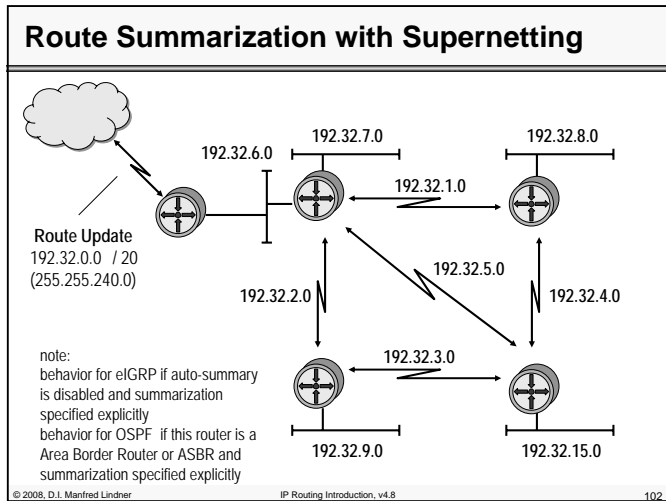 Route Summarization with Supernetting
192.32.7.0
192.32.8.0
192.32.6.0
192.32.1.0
Route Update
192.32.0.0 / 20
(255.255.240.0)
192.32.5.0
192.32.2.0
192.32.4.0
192.32.3.0
note:
behavior for eIGRP if auto-summary
is disabled and summarization
specified explicitly
behavior for OSPF if this router is a
Area Border Router or ASBR and
summarization specified explicitly
192.32.9.0
192.32.15.0
© 2008, D.I. Manfred Lindner
IP Routing Introduction, v4.8
102